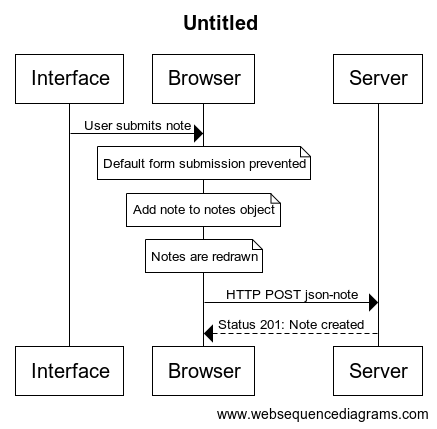 Untitled
Interface Browser Server
User submits note
Default form submission prevented
Add note to notes object
Notes are redrawn
HTTP POST json-note
Status 201: Note created
Interface Browser Server
www.websequencediagrams.com